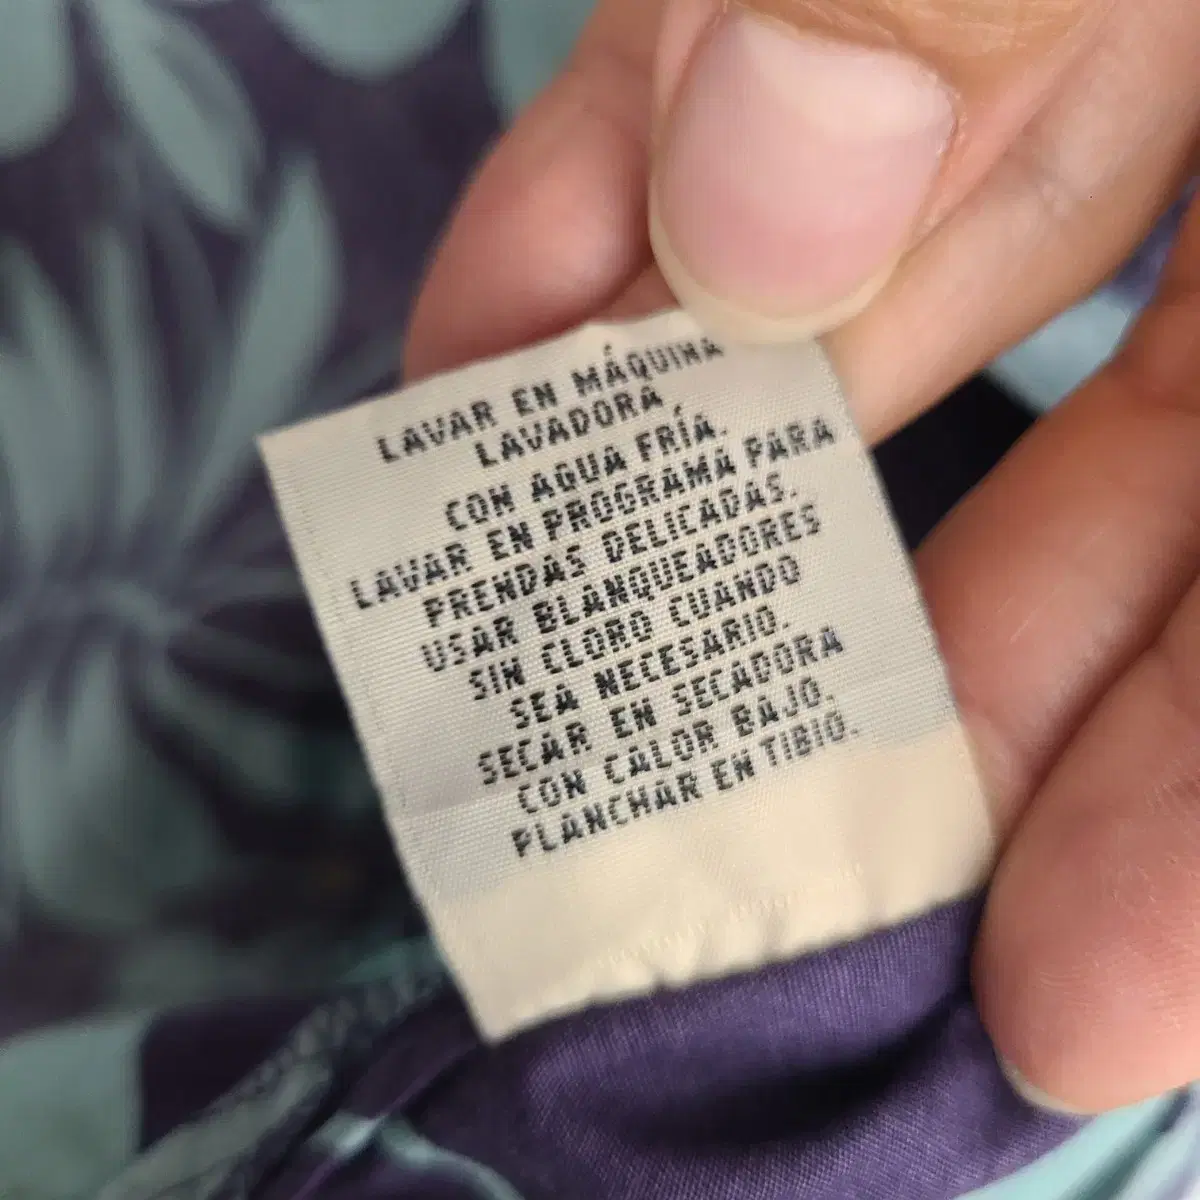 LAVAR EN MÁQUINA
LAVADORA
CON AGUA FRÍA.
LAVAR EN PROGRAMA PARA
PRENDAS DELICADAS.
USAR BLANQUEADORES
SIN CLORO CUANDO
SEA NECESARIO.
SECAR EN SECADORA
CON CALOR BAJO.
PLANCHAR EN TIBIO.